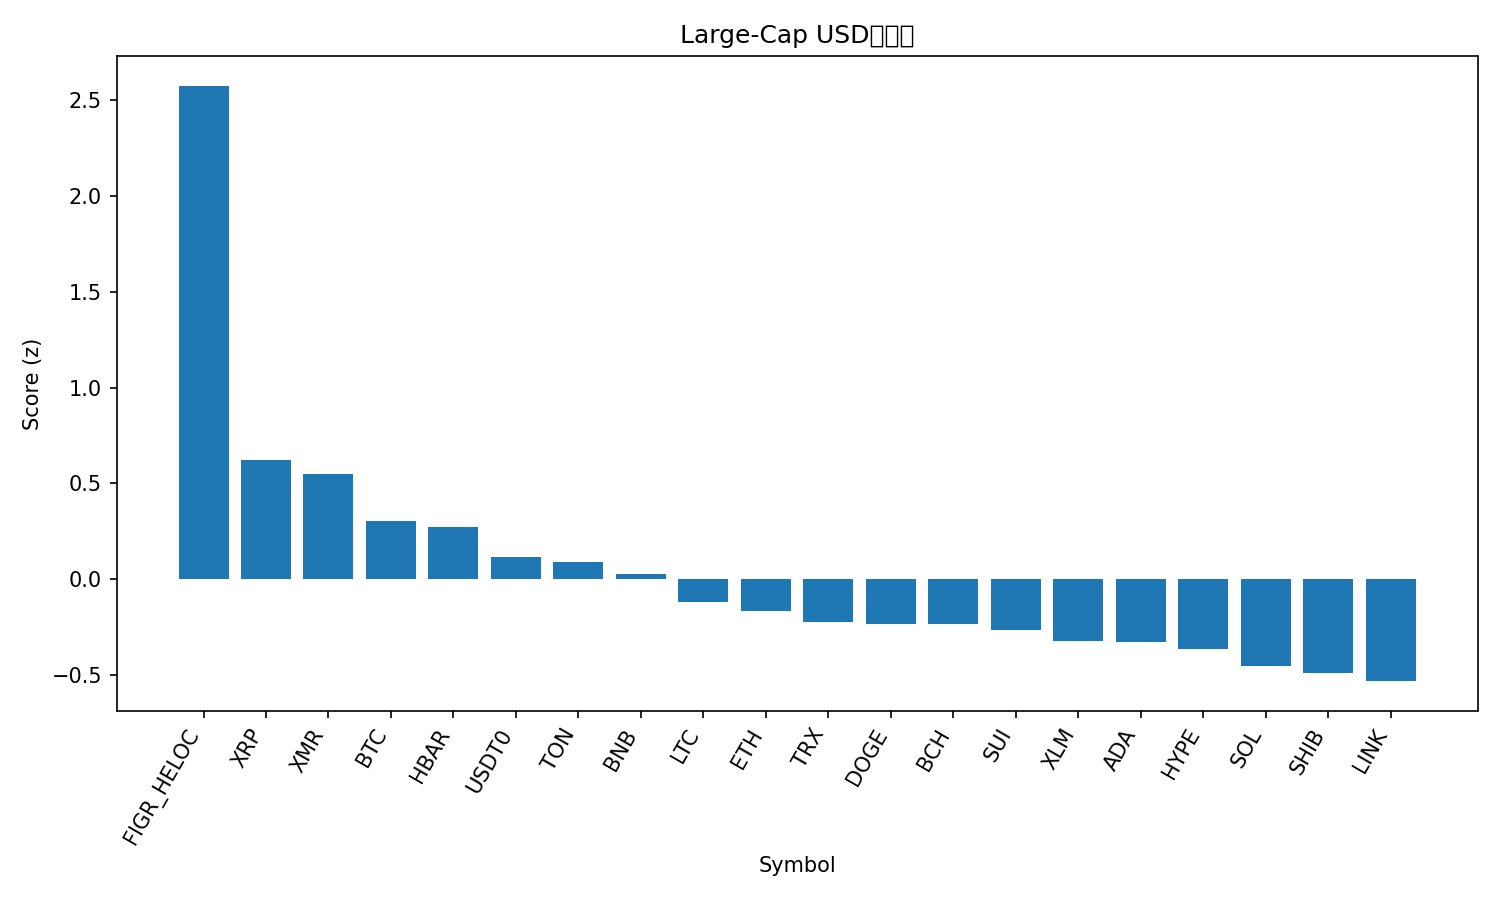 Large-Cap USD
2.5
2.0
1.5
1.0
0.5
0.0
−0.5
Score (z)
FIGR_HELOC
XRP
XMR
BTC
HBAR
USDT0
TON
BNB
LTC
ETH
TRX
DOGE
BCH
SUI
XLM
ADA
HYPE
SOL
SHIB
LINK
Symbol